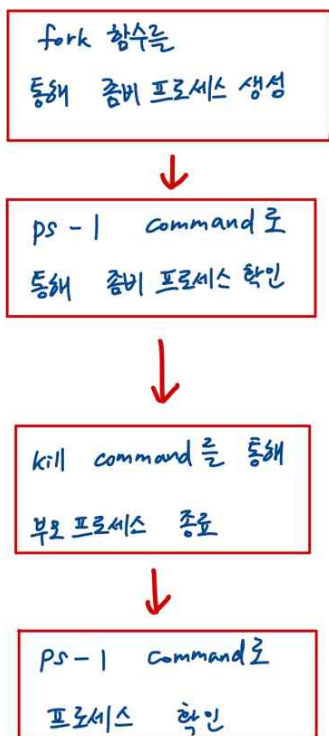 fork 함수를
통해 좀비 프로세스 생성
ps -l command로
통해 좀비 프로세스 확인
kill command를 통해
부모 프로세스 종료
ps -l command로
프로세스 확인